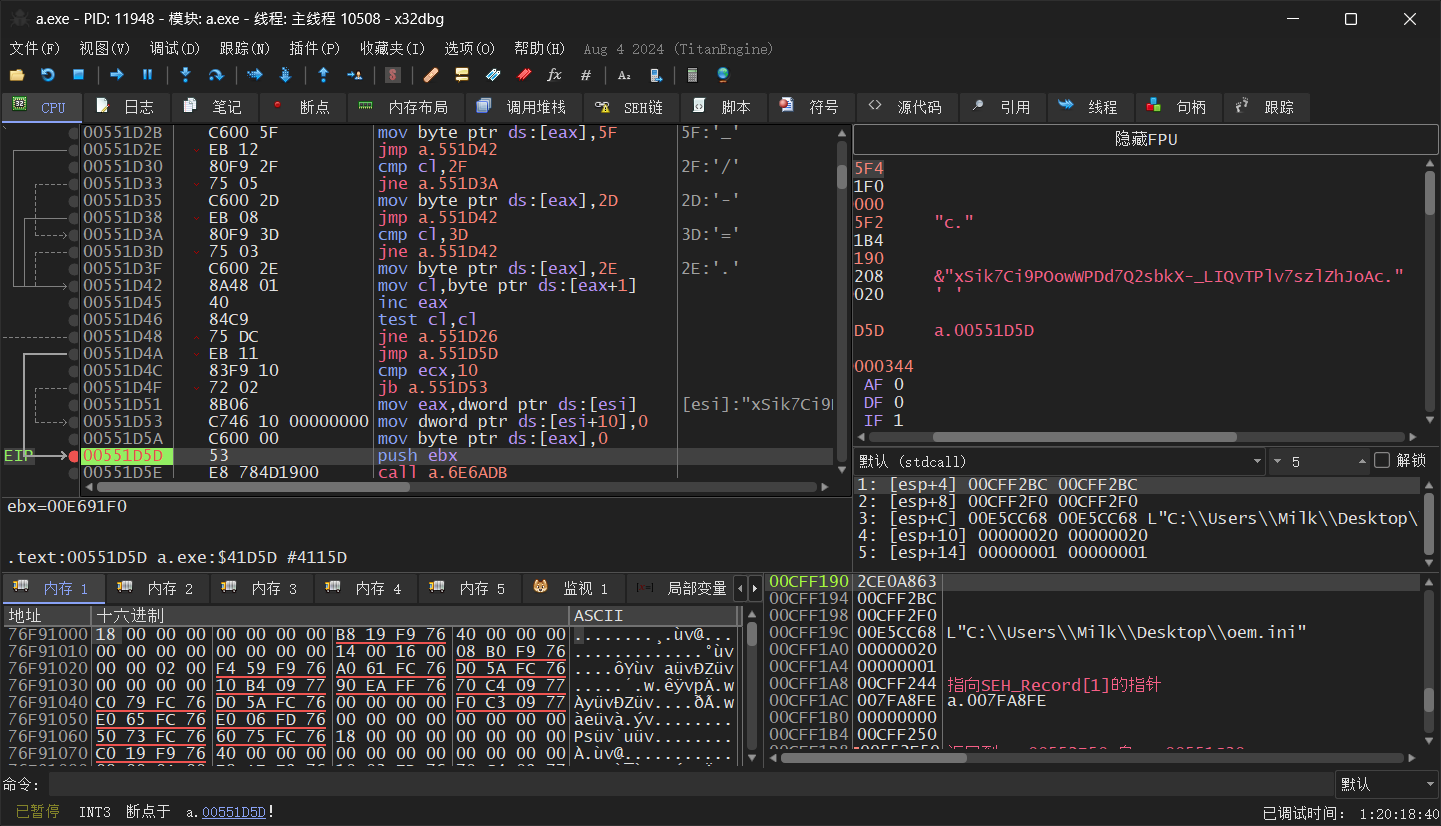 a.exe - PID: 11948 - 模块: a.exe - 线程: 主线程 10508 - x32dbg
文件(F) 视图(V) 调试(D) 跟踪(N) 插件(P) 收藏夹(I) 选项(O) 帮助(H) Aug 4 2024 (TitanEngine)
CPU 日志 笔记 断点 内存布局 调用堆栈 SEH链 脚本 符号 源代码 引用 线程 句柄 跟踪
00551D2B C600 5F mov byte ptr ds:[eax],5F 5F:'_'
00551D2E EB 12 jmp a.551D42
00551D30 80F9 2F cmp cl,2F 2F:'/'
00551D33 75 05 jne a.551D3A
00551D35 C600 2D mov byte ptr ds:[eax],2D 2D:'-'
00551D38 EB 08 jmp a.551D42
00551D3A 80F9 3D cmp cl,3D 3D:'='
00551D3D 75 03 jne a.551D42
00551D3F C600 2E mov byte ptr ds:[eax],2E 2E:'.'
00551D42 8A48 01 mov cl,byte ptr ds:[eax+1]
00551D45 40 inc eax
00551D46 84C9 test cl,cl
00551D48 75 DC jne a.551D26
00551D4A EB 11 jmp a.551D5D
00551D4C 83F9 10 cmp ecx,10
00551D4F 72 02 jb a.551D53
00551D51 8B06 mov eax,dword ptr ds:[esi] [esi]:"xSik7Ci9
00551D53 C746 10 00000000 mov dword ptr ds:[esi+10],0
00551D5A C600 00 mov byte ptr ds:[eax],0
EIP 00551D5D 53 push ebx
00551D5E E8 784D1900 call a.6E6ADB
隐藏FPU
5F4
1F0
000
5F2 "c."
1B4
190
208 &"xSik7Ci9POowWPDd7Q2sbkX-_LIQvTPlv7szlZhJoAc."
020 ' '
D5D a.00551D5D
000344
AF 0
DF 0
IF 1
默认 (stdcall) 5 解锁
1: [esp+4] 00CFF2BC 00CFF2BC
2: [esp+8] 00CFF2F0 00CFF2F0
3: [esp+C] 00E5CC68 00E5CC68 L"C:\\Users\\Milk\\Desktop\
4: [esp+10] 00000020 00000020
5: [esp+14] 00000001 00000001
ebx=00E691F0
.text:00551D5D a.exe:$41D5D #4115D
内存 1 内存 2 内存 3 内存 4 内存 5 监视 1 局部变量
地址 十六进制 ASCII
76F91000 18 00 00 00 00 00 00 00 B8 19 F9 76 40 00 00 00 ........¸.ùv@...
76F91010 00 00 00 00 00 00 00 00 14 00 16 00 08 B0 F9 76 .............°ùv
76F91020 00 00 02 00 F4 59 F9 76 A0 61 FC 76 D0 5A FC 76 ....ôYùv aüvÐZüv
76F91030 00 00 00 00 10 B4 09 77 90 EA FF 76 70 C4 09 77 .....´.w.êÿvpÄ.w
76F91040 C0 79 FC 76 D0 5A FC 76 00 00 00 00 F0 C3 09 77 ÀyüvÐZüv....ðÃ.w
76F91050 E0 65 FC 76 E0 06 FD 76 00 00 00 00 00 00 00 00 àeüvà.ýv........
76F91060 50 73 FC 76 60 75 FC 76 18 00 00 00 00 00 00 00 Psüv`uüv........
76F91070 C0 19 F9 76 40 00 00 00 00 00 00 00 00 00 00 00 À.ùv@...........
00CFF190 2CE0A863
00CFF194 00CFF2BC
00CFF198 00CFF2F0
00CFF19C 00E5CC68 L"C:\\Users\\Milk\\Desktop\\oem.ini"
00CFF1A0 00000020
00CFF1A4 00000001
00CFF1A8 00CFF244 指向SEH_Record[1]的指针
00CFF1AC 007FA8FE a.007FA8FE
00CFF1B0 00000000
00CFF1B4 00CFF250
命令: 默认
已暂停 INT3 断点于 a.00551D5D! 已调试时间: 1:20:18:40